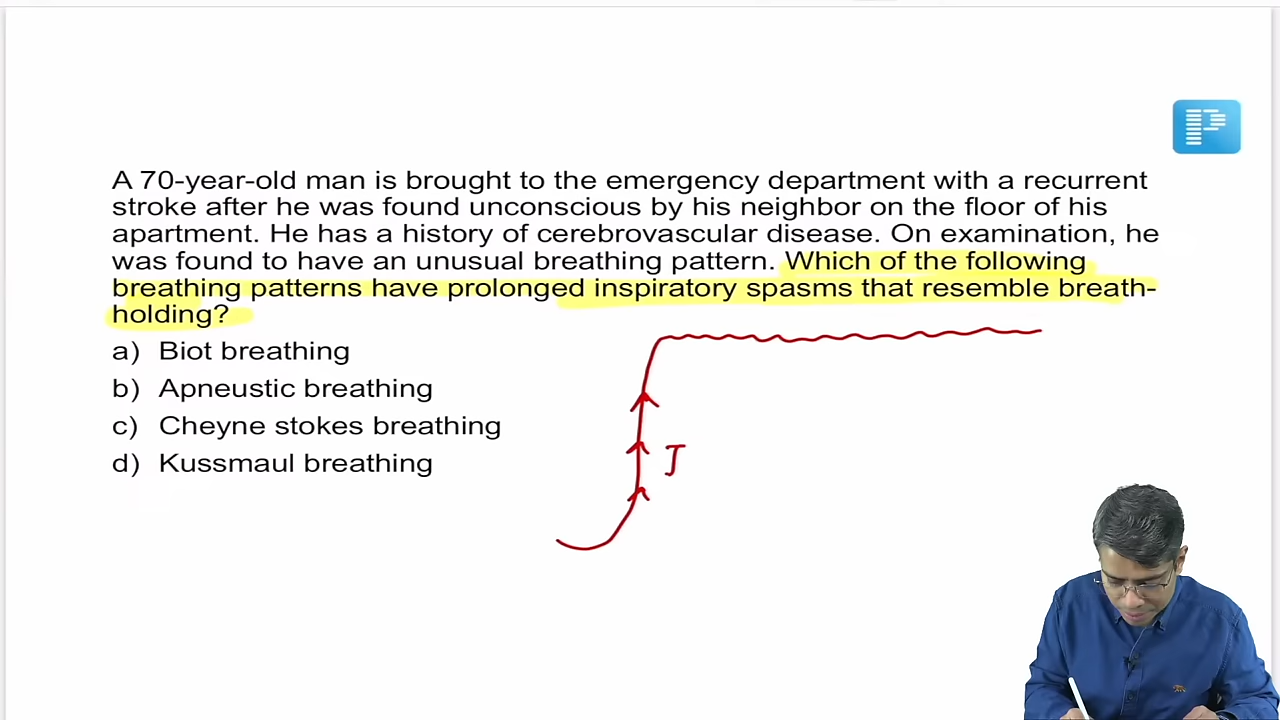 A 70-year-old man is brought to the emergency department with a recurrent
stroke after he was found unconscious by his neighbor on the floor of his
apartment. He has a history of cerebrovascular disease. On examination, he
was found to have an unusual breathing pattern. Which of the following
breathing patterns have prolonged inspiratory spasms that resemble breath-
holding?
a) Biot breathing
b) Apneustic breathing
c) Cheyne stokes breathing
d) Kussmaul breathing
I
P